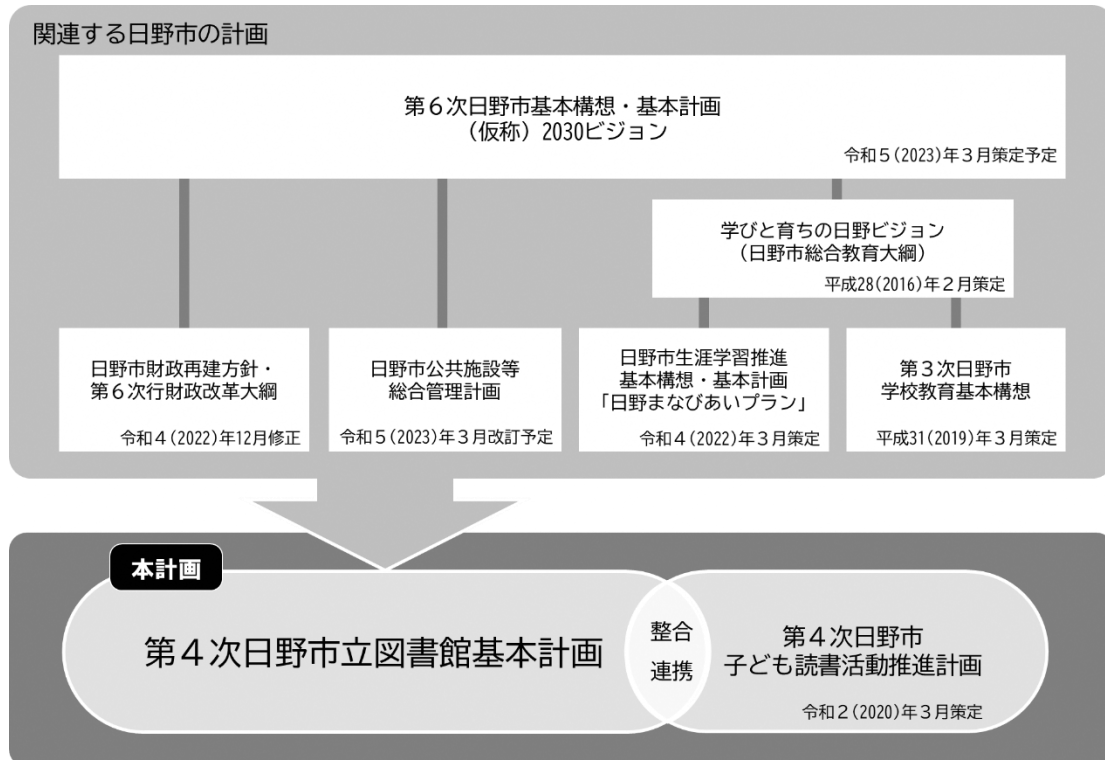 関連する日野市の計画
第6次日野市基本構想・基本計画
（仮称）2030ビジョン
令和5(2023)年3月策定予定
学びと育ちの日野ビジョン
（日野市総合教育大綱）
平成28(2016)年2月策定
日野市財政再建方針・
第6次行財政改革大綱
令和4(2022)年12月修正
日野市公共施設等
総合管理計画
令和5(2023)年3月改訂予定
日野市生涯学習推進
基本構想・基本計画
「日野まなびあいプラン」
令和4(2022)年3月策定
第3次日野市
学校教育基本構想
平成31(2019)年3月策定
本計画
第4次日野市立図書館基本計画
整合
連携
第4次日野市
子ども読書活動推進計画
令和2(2020)年3月策定